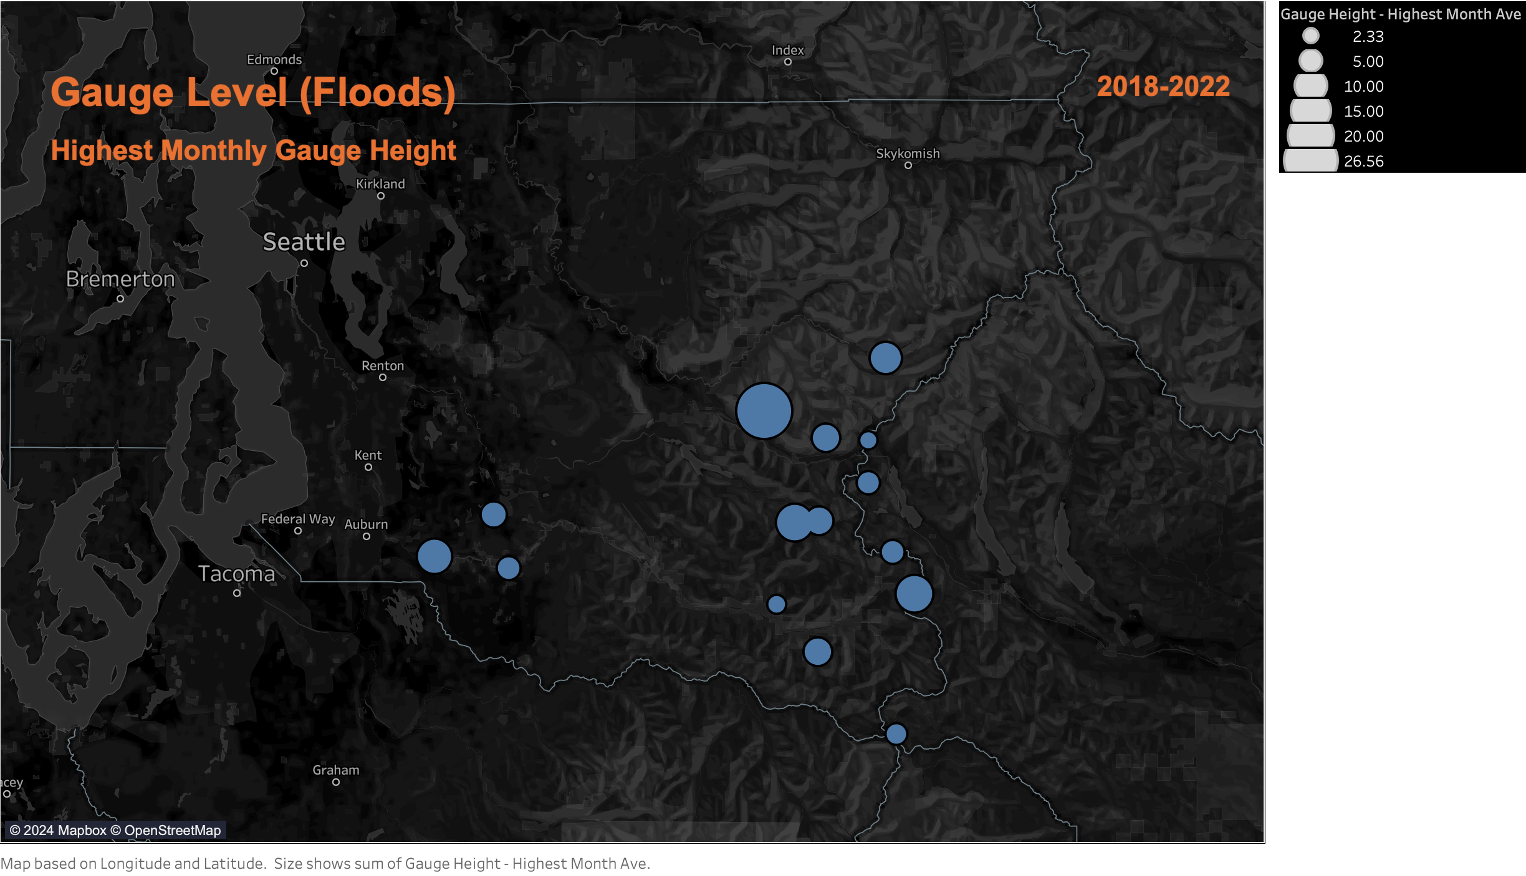 Gauge Height - Highest Month Ave
2.33
5.00
10.00
15.00
20.00
26.56
Edmonds
Index
Gauge Level (Floods)
2018-2022
Highest Monthly Gauge Height
Skykomish
Kirkland
Seattle
Bremerton
Renton
Kent
Federal Way
Auburn
Tacoma
Graham
cey
© 2024 Mapbox © OpenStreetMap
Map based on Longitude and Latitude. Size shows sum of Gauge Height - Highest Month Ave.